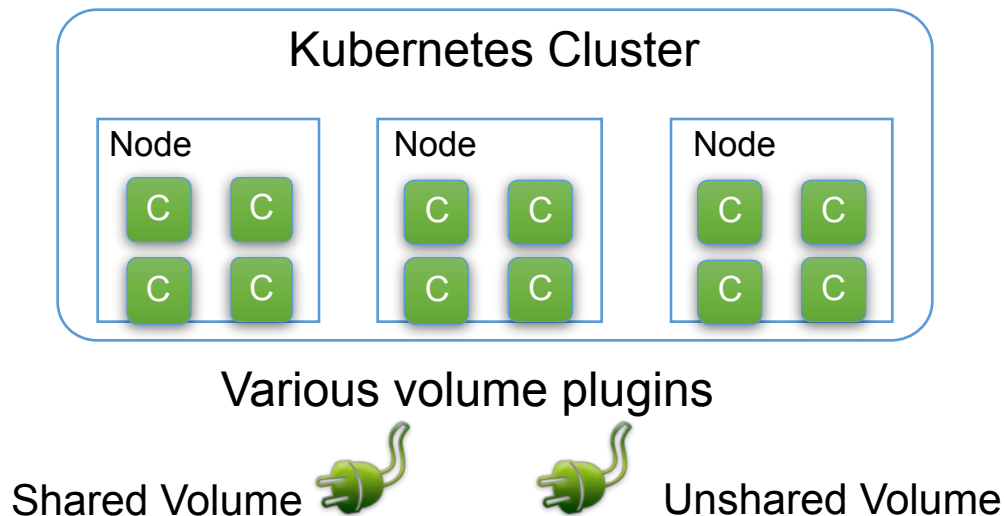 Kubernetes Cluster
Node Node Node
C C C C C C
C C C C C C
Various volume plugins
Shared Volume Unshared Volume